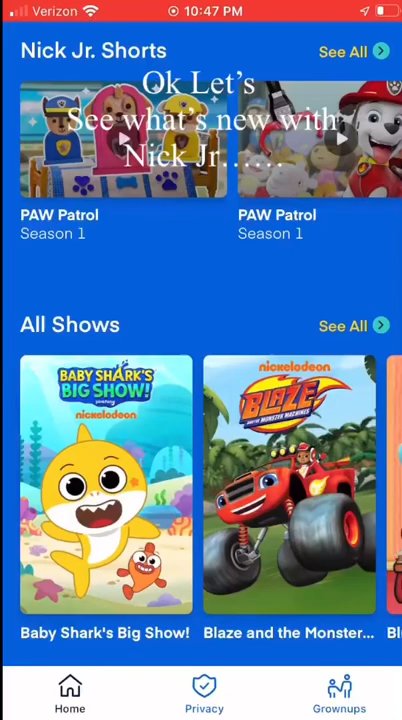 Verizon 10:47 PM
Nick Jr. Shorts See All
Ok Let's
See what's new with
Nick Jr......
PAW Patrol PAW Patrol
Season 1 Season 1
All Shows See All
BABY SHARK'S
BIG SHOW!
nickelodeon
nickelodeon
BLAZE
AND THE MONSTER MACHINES
Baby Shark's Big Show! Blaze and the Monster... Bl
Home Privacy Grownups